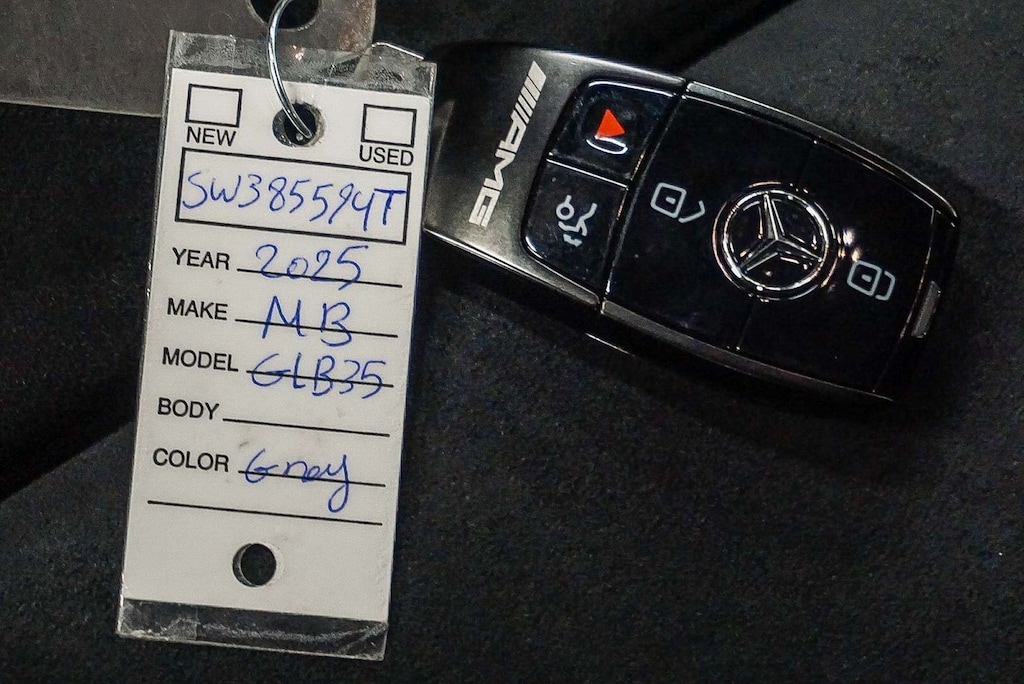 NEW
USED
SW385594T
YEAR 2025
MAKE MB
MODEL GLB35
BODY
COLOR Gray
AMG